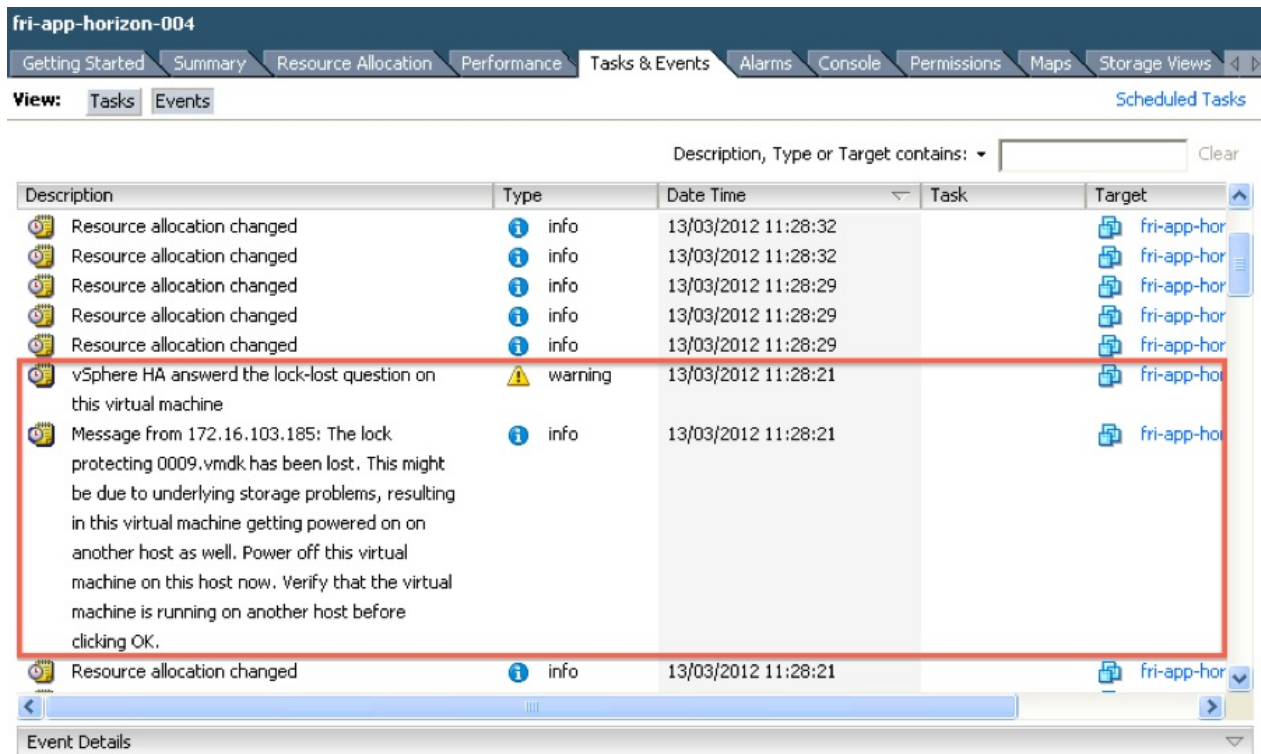 fri-app-horizon-004
Getting Started Summary Resource Allocation Performance Tasks & Events Alarms Console Permissions Maps Storage Views
View: Tasks Events Scheduled Tasks
Description, Type or Target contains: Clear
Description Type Date Time Task Target
Resource allocation changed info 13/03/2012 11:28:32 fri-app-hor
Resource allocation changed info 13/03/2012 11:28:32 fri-app-hor
Resource allocation changed info 13/03/2012 11:28:29 fri-app-hor
Resource allocation changed info 13/03/2012 11:28:29 fri-app-hor
Resource allocation changed info 13/03/2012 11:28:29 fri-app-hor
vSphere HA answerd the lock-lost question on warning 13/03/2012 11:28:21 fri-app-hor
this virtual machine
Message from 172.16.103.185: The lock info 13/03/2012 11:28:21 fri-app-hor
protecting 0009.vmdk has been lost. This might
be due to underlying storage problems, resulting
in this virtual machine getting powered on on
another host as well. Power off this virtual
machine on this host now. Verify that the virtual
machine is running on another host before
clicking OK.
Resource allocation changed info 13/03/2012 11:28:21 fri-app-hor
Event Details